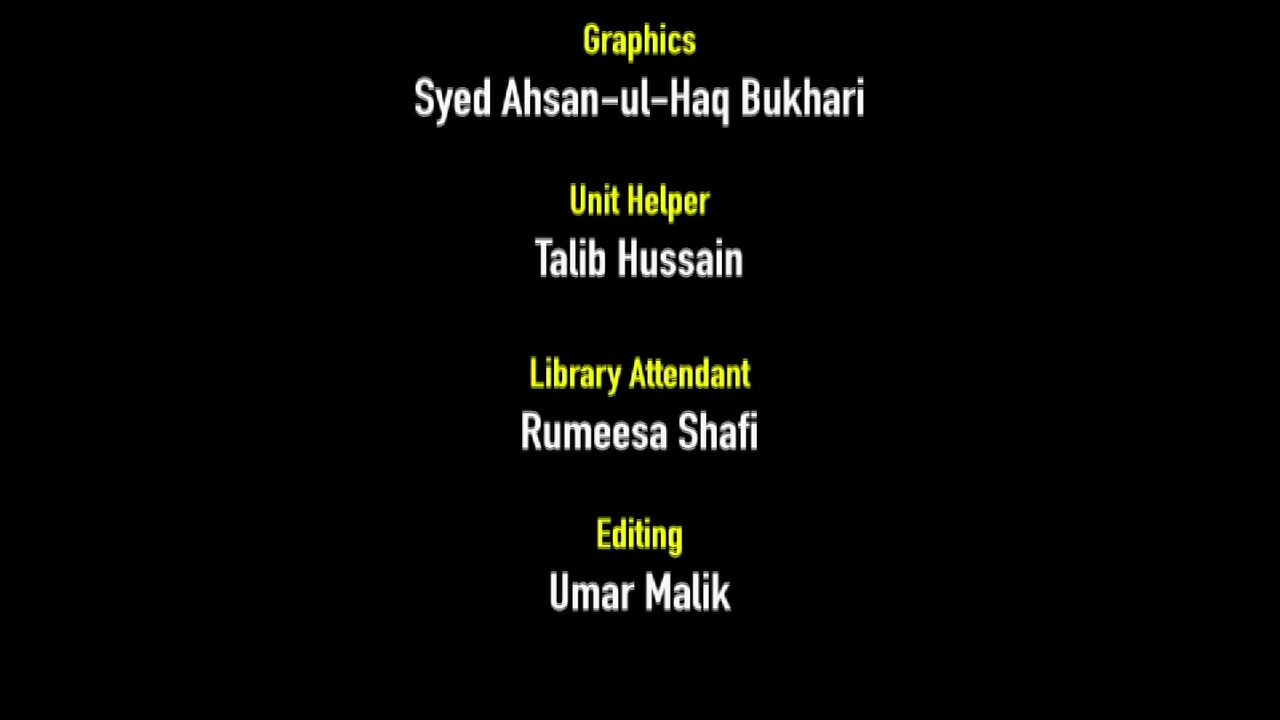 Graphics
Syed Ahsan-ul-Haq Bukhari
Unit Helper
Talib Hussain
Library Attendant
Rumeesa Shafi
Editing
Umar Malik